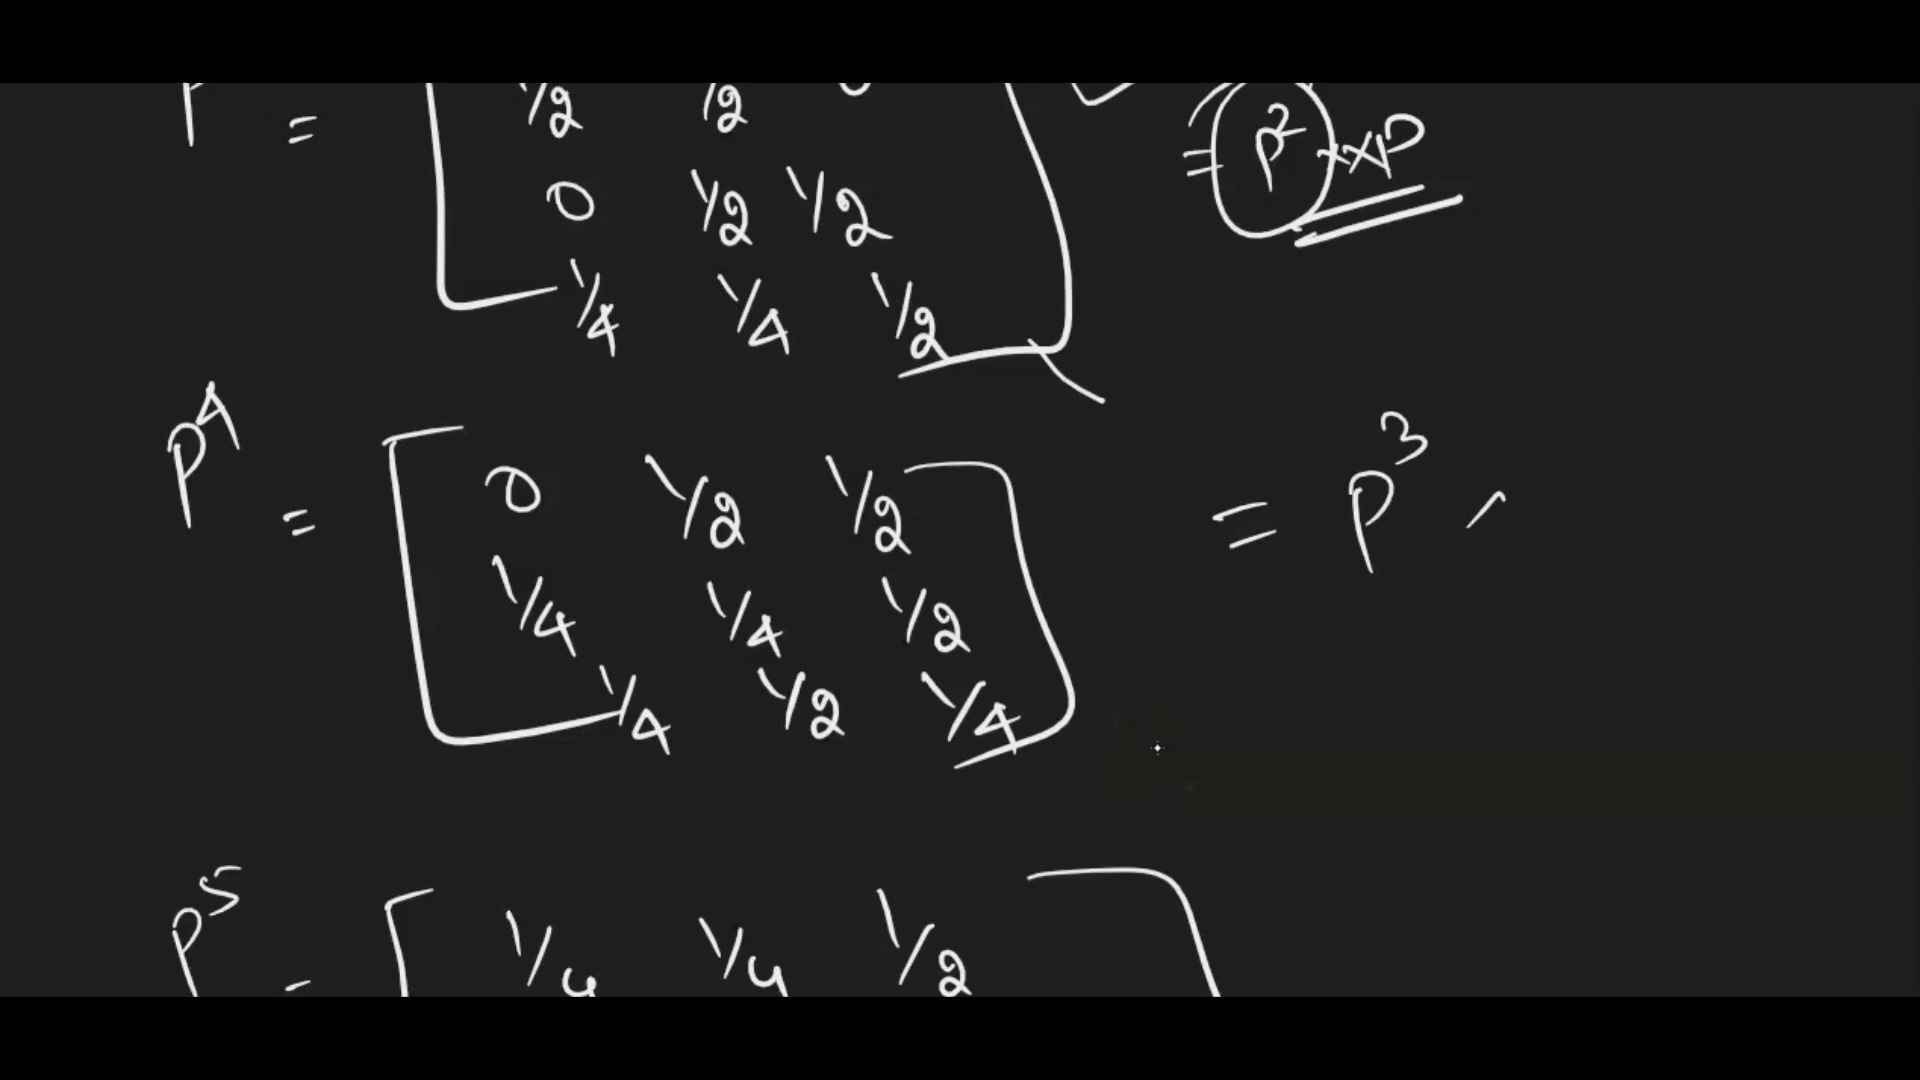 P = [ 1/2 1/2 0
0 1/2 1/2
1/4 1/4 1/2 ] = P² × P
P⁴ = [ 0 1/2 1/2
1/4 1/4 1/2
1/4 1/2 1/4 ] = P³
P⁵ = [ 1/4 1/4 1/2